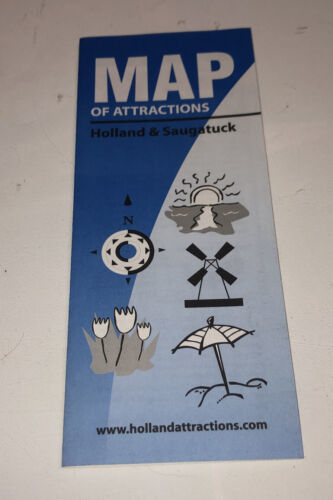 MAP
OF ATTRACTIONS
Holland & Saugatuck
N
www.hollandattractions.com